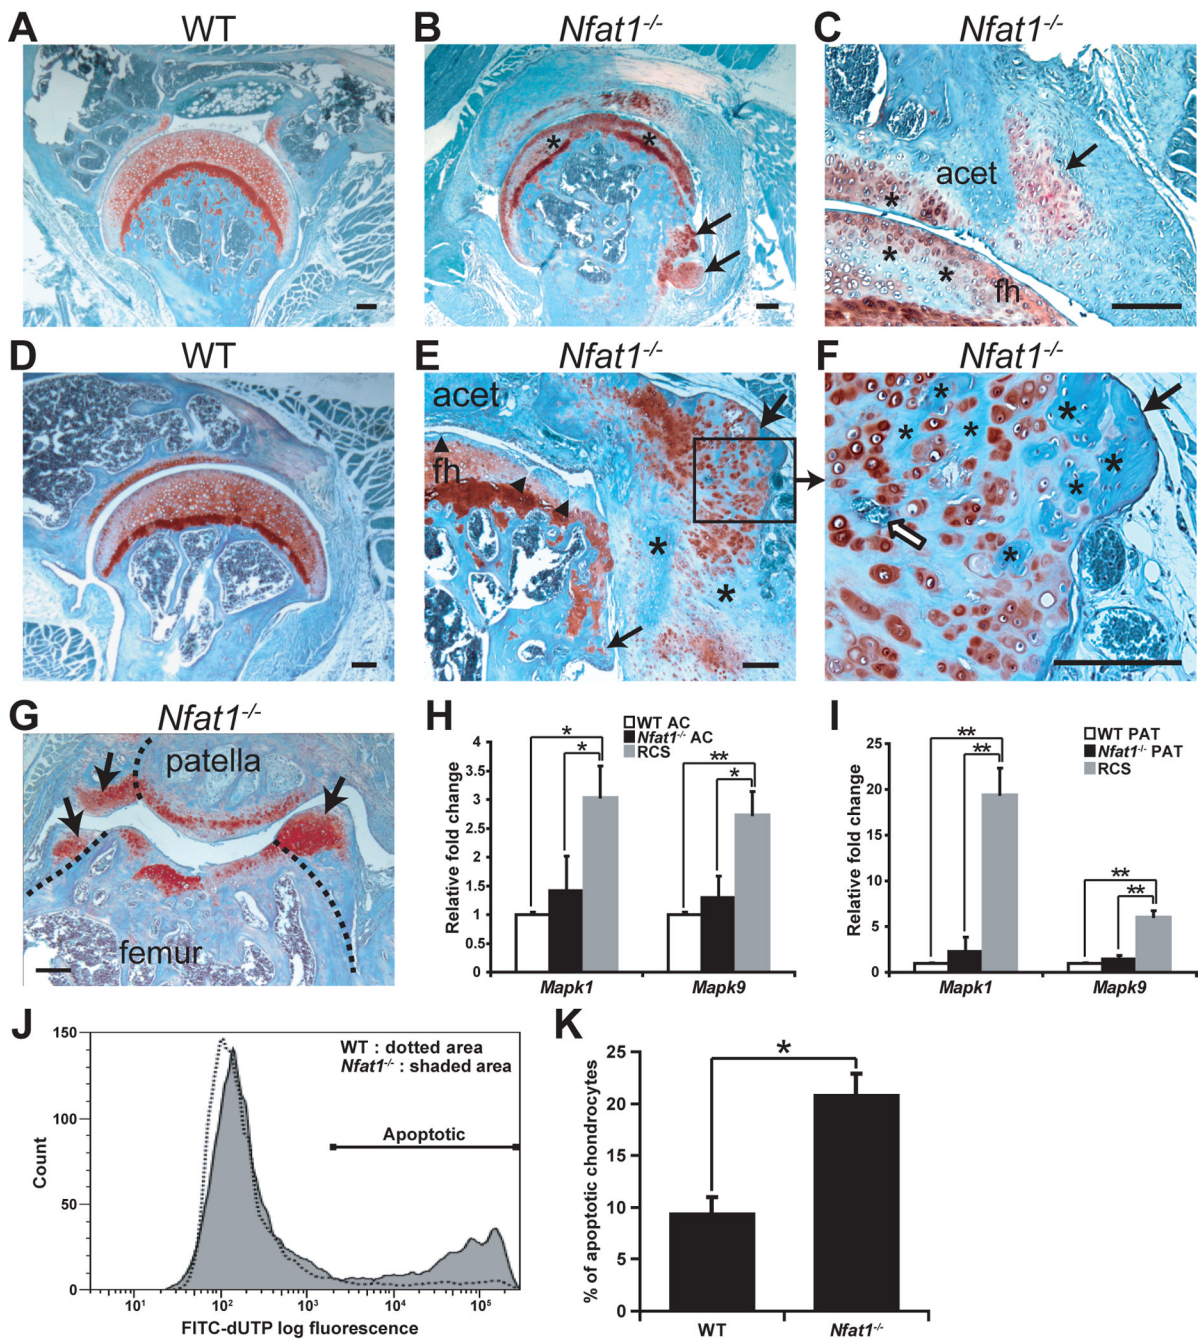 A WT
B Nfat1-/-
C Nfat1-/-
acet
*
*
*
fh
*
*
D WT
E Nfat1-/-
F Nfat1-/-
acet
fh
*
*
*
*
*
*
*
*
*
G Nfat1-/-
patella
femur
H
WT AC
Nfat1-/- AC
RCS
Relative fold change
4
3.5
3
2.5
2
1.5
1
0.5
0
*
*
**
*
Mapk1 Mapk9
I
WT PAT
Nfat1-/- PAT
RCS
Relative fold change
25
20
15
10
5
0
**
**
**
**
Mapk1 Mapk9
J
WT : dotted area
Nfat1-/- : shaded area
Apoptotic
Count
150
100
50
0
101 102 103 104 105
FITC-dUTP log fluorescence
K
% of apoptotic chondrocytes
25
20
15
10
5
0
*
WT Nfat1-/-